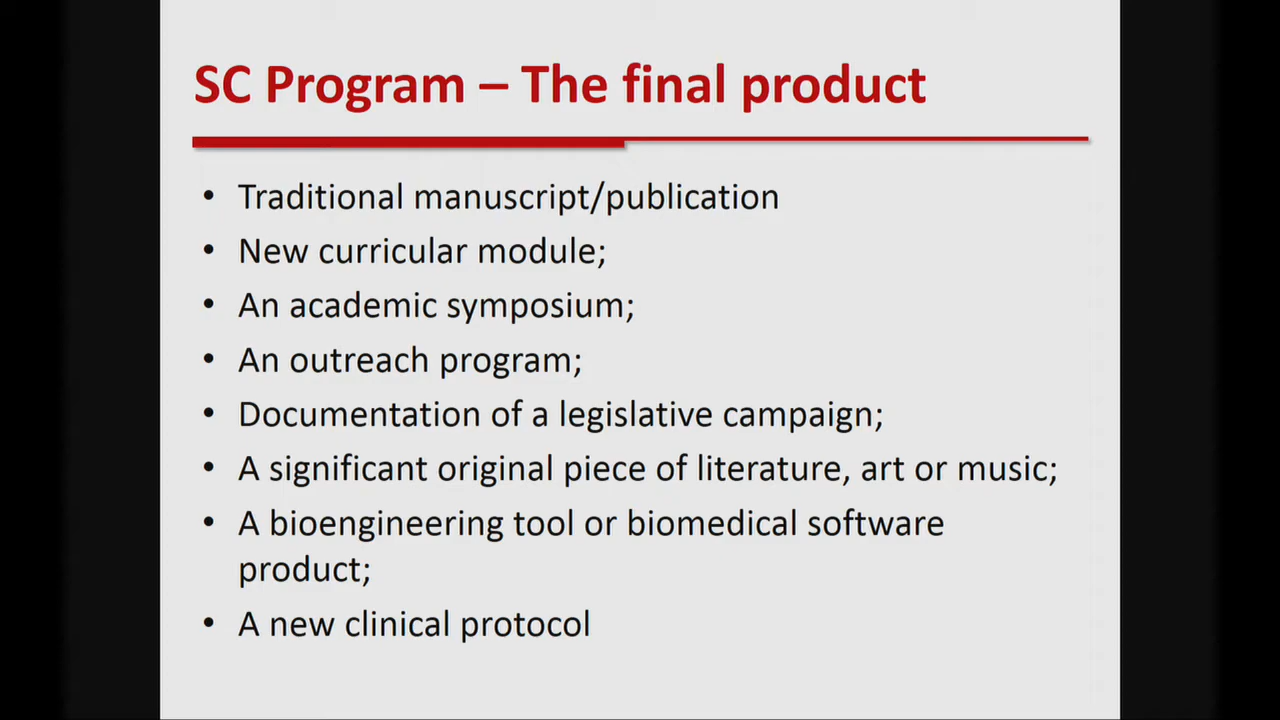 SC Program – The final product
• Traditional manuscript/publication
• New curricular module;
• An academic symposium;
• An outreach program;
• Documentation of a legislative campaign;
• A significant original piece of literature, art or music;
• A bioengineering tool or biomedical software
product;
• A new clinical protocol